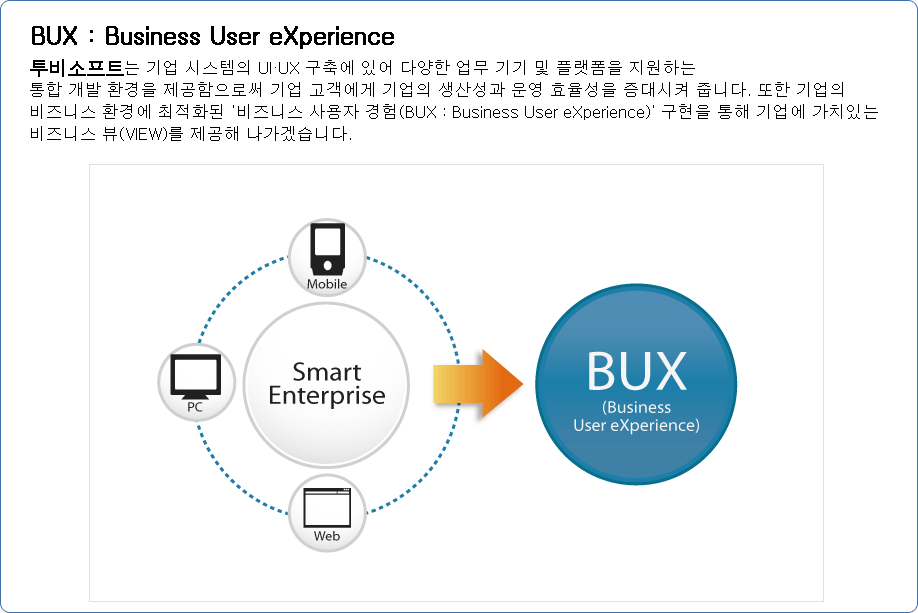 BUX : Business User eXperience
투비소프트는 기업 시스템의 UI·UX 구축에 있어 다양한 업무 기기 및 플랫폼을 지원하는
통합 개발 환경을 제공함으로써 기업 고객에게 기업의 생산성과 운영 효율성을 증대시켜 줍니다. 또한 기업의
비즈니스 환경에 최적화된 '비즈니스 사용자 경험(BUX : Business User eXperience)' 구현을 통해 기업에 가치있는
비즈니스 뷰(VIEW)를 제공해 나가겠습니다.
Mobile
Smart
Enterprise
PC
Web
BUX
(Business
User eXperience)